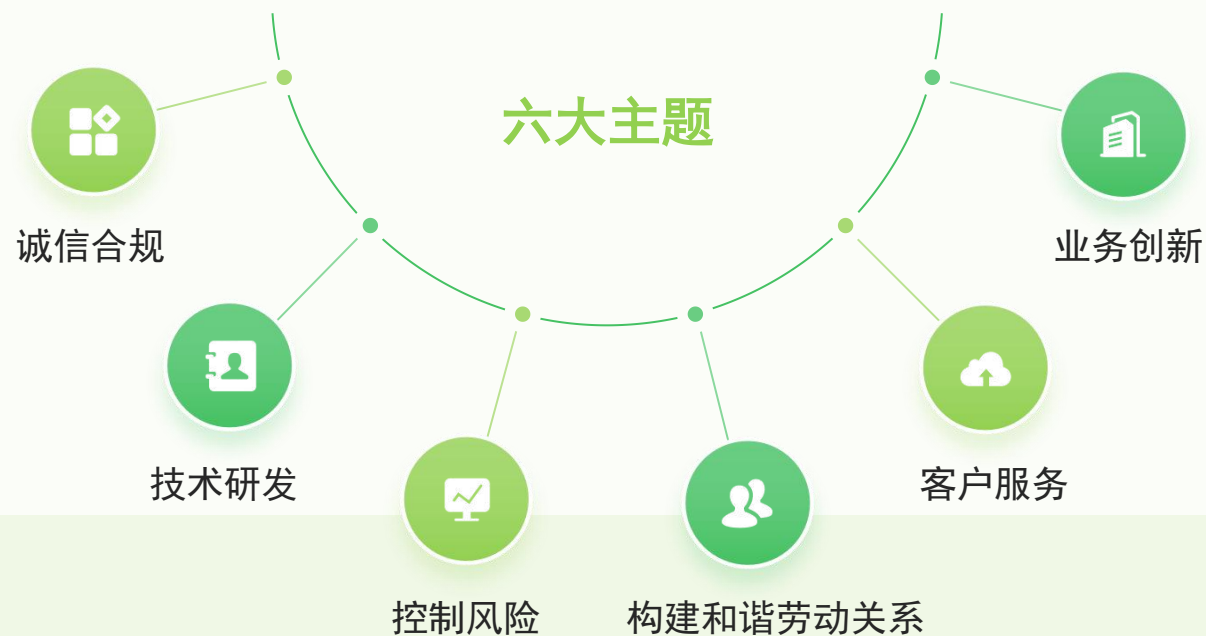 六大主题
诚信合规
业务创新
技术研发
客户服务
控制风险
构建和谐劳动关系